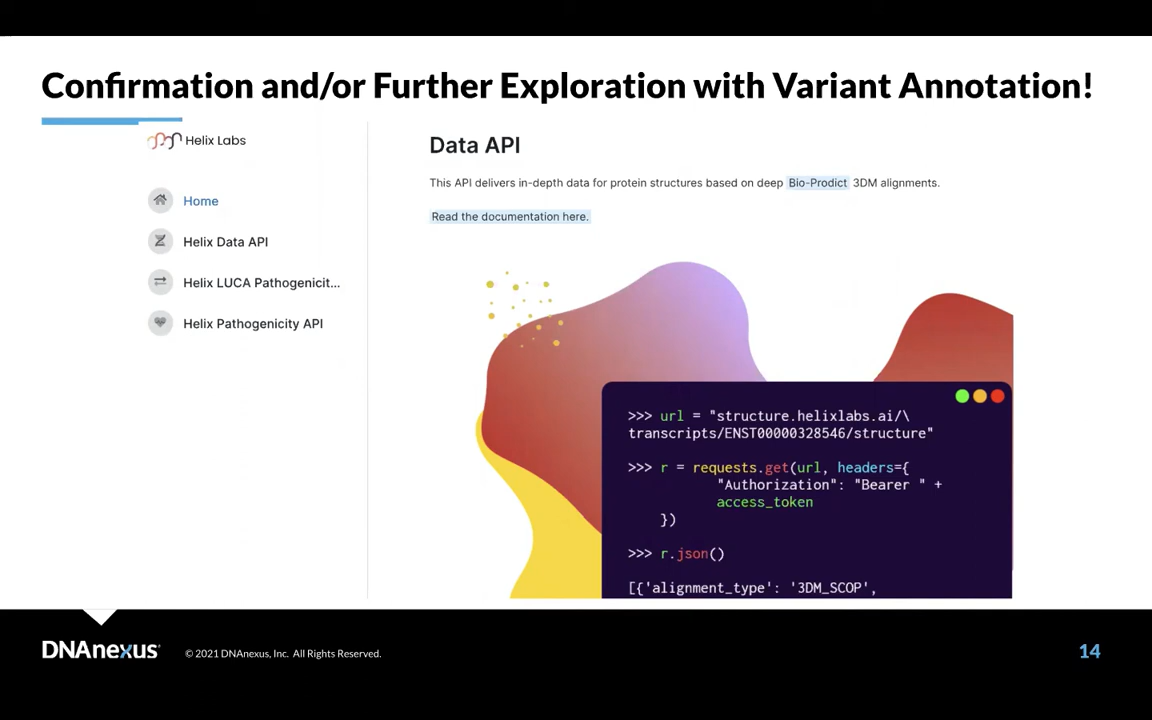 Confirmation and/or Further Exploration with Variant Annotation!
Helix Labs
Home
Helix Data API
Helix LUCA Pathogenicit...
Helix Pathogenicity API
Data API
This API delivers in-depth data for protein structures based on deep Bio-Prodict 3DM alignments.
Read the documentation here.
>>> url = "structure.helixlabs.ai/\
transcripts/ENST00000328546/structure"
>>> r = requests.get(url, headers={
"Authorization": "Bearer " +
access_token
})
>>> r.json()
[{'alignment_type': '3DM_SCOP',
DNAnexus
© 2021 DNAnexus, Inc. All Rights Reserved.
14